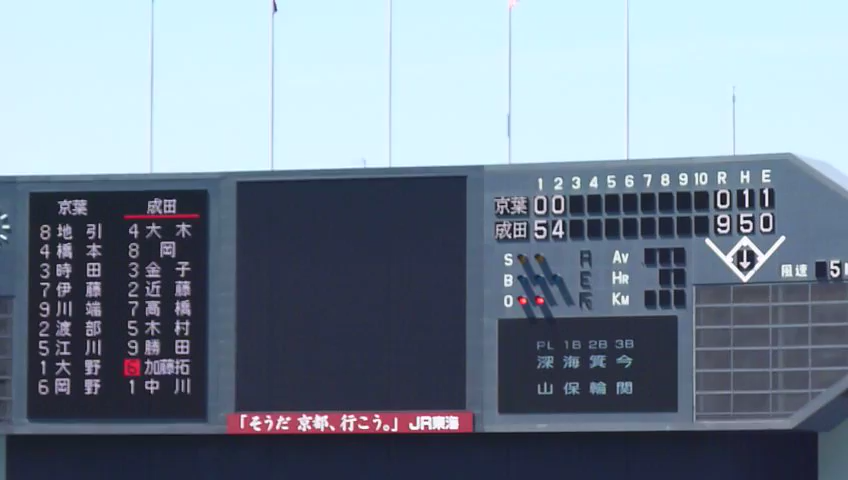 京葉 成田
8 地引 4 大木
4 橋本 8 岡
3 時田 3 金子
7 伊藤 2 近藤
9 川端 7 高橋
2 渡部 5 木村
5 江川 9 勝田
1 大野 6 加藤拓
6 岡野 1 中川
「そうだ 京都、行こう。」 JR東海
1 2 3 4 5 6 7 8 9 10 R H E
京葉 0 0 0 1 1
成田 5 4 9 5 0
S AV
B HR
O KM
風速 5
PL 1B 2B 3B
深 海 箕 今
山 保 輪 関